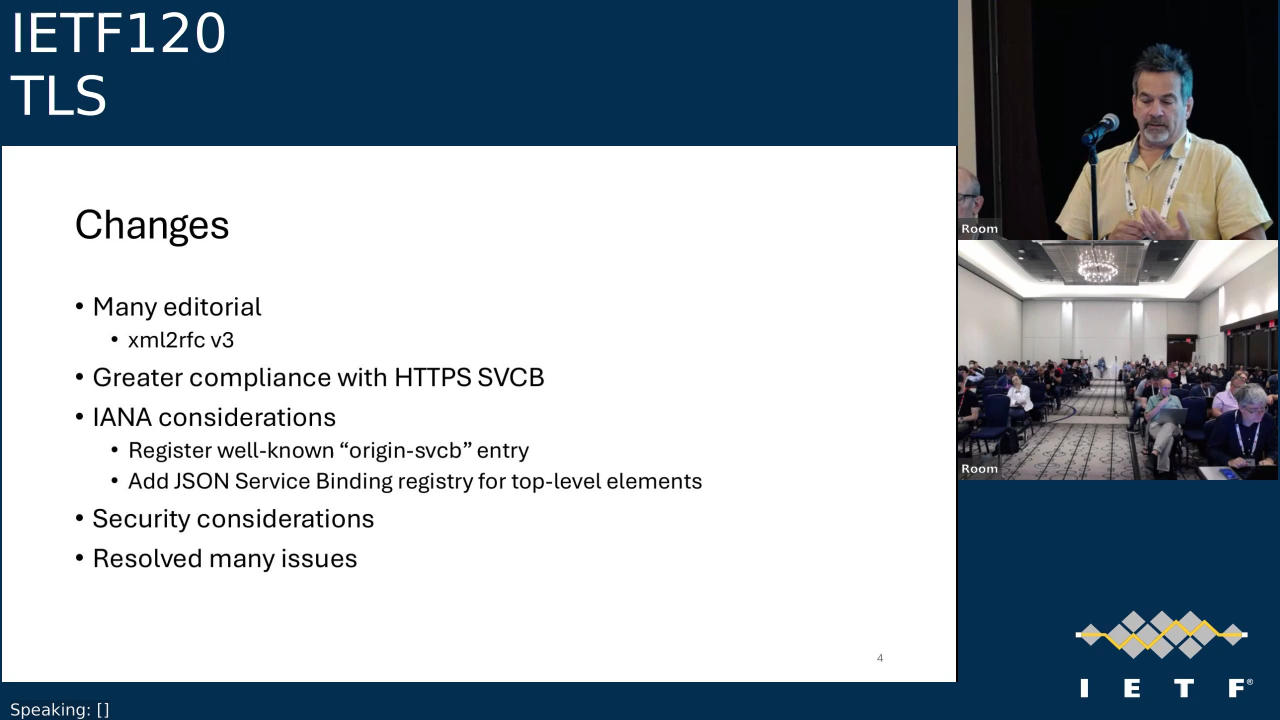 IETF120
TLS
Changes
• Many editorial
• xml2rfc v3
• Greater compliance with HTTPS SVCB
• IANA considerations
• Register well-known “origin-svcb” entry
• Add JSON Service Binding registry for top-level elements
• Security considerations
• Resolved many issues
4
Room
Room
I E T F®
Speaking: []